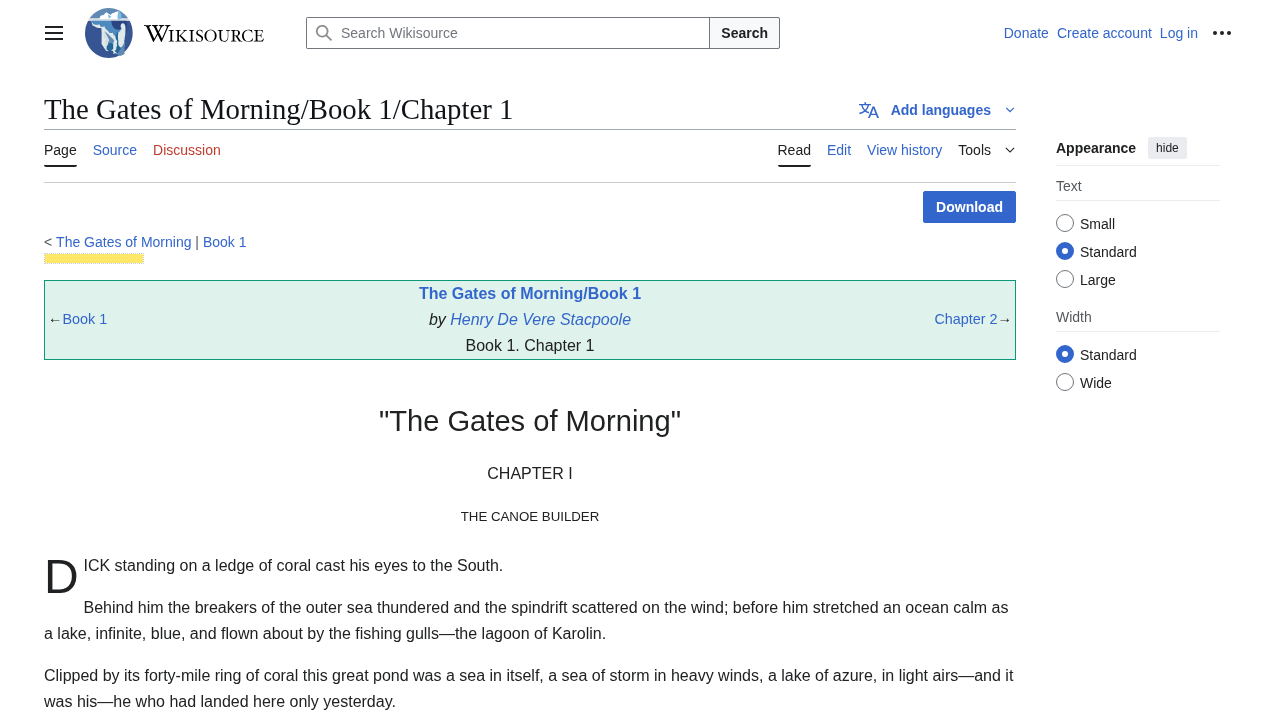 Wikisource
Search Wikisource
Search
Donate Create account Log in
The Gates of Morning/Book 1/Chapter 1
Add languages
Page Source Discussion
Read Edit View history Tools
Download
< The Gates of Morning | Book 1
The Gates of Morning/Book 1
←Book 1
by Henry De Vere Stacpoole
Chapter 2→
Book 1. Chapter 1
"The Gates of Morning"
CHAPTER I
THE CANOE BUILDER
DICK standing on a ledge of coral cast his eyes to the South.
Behind him the breakers of the outer sea thundered and the spindrift scattered on the wind; before him stretched an ocean calm as
a lake, infinite, blue, and flown about by the fishing gulls—the lagoon of Karolin.
Clipped by its forty-mile ring of coral this great pond was a sea in itself, a sea of storm in heavy winds, a lake of azure, in light airs—and it
was his—he who had landed here only yesterday.
Appearance hide
Text
Small
Standard
Large
Width
Standard
Wide